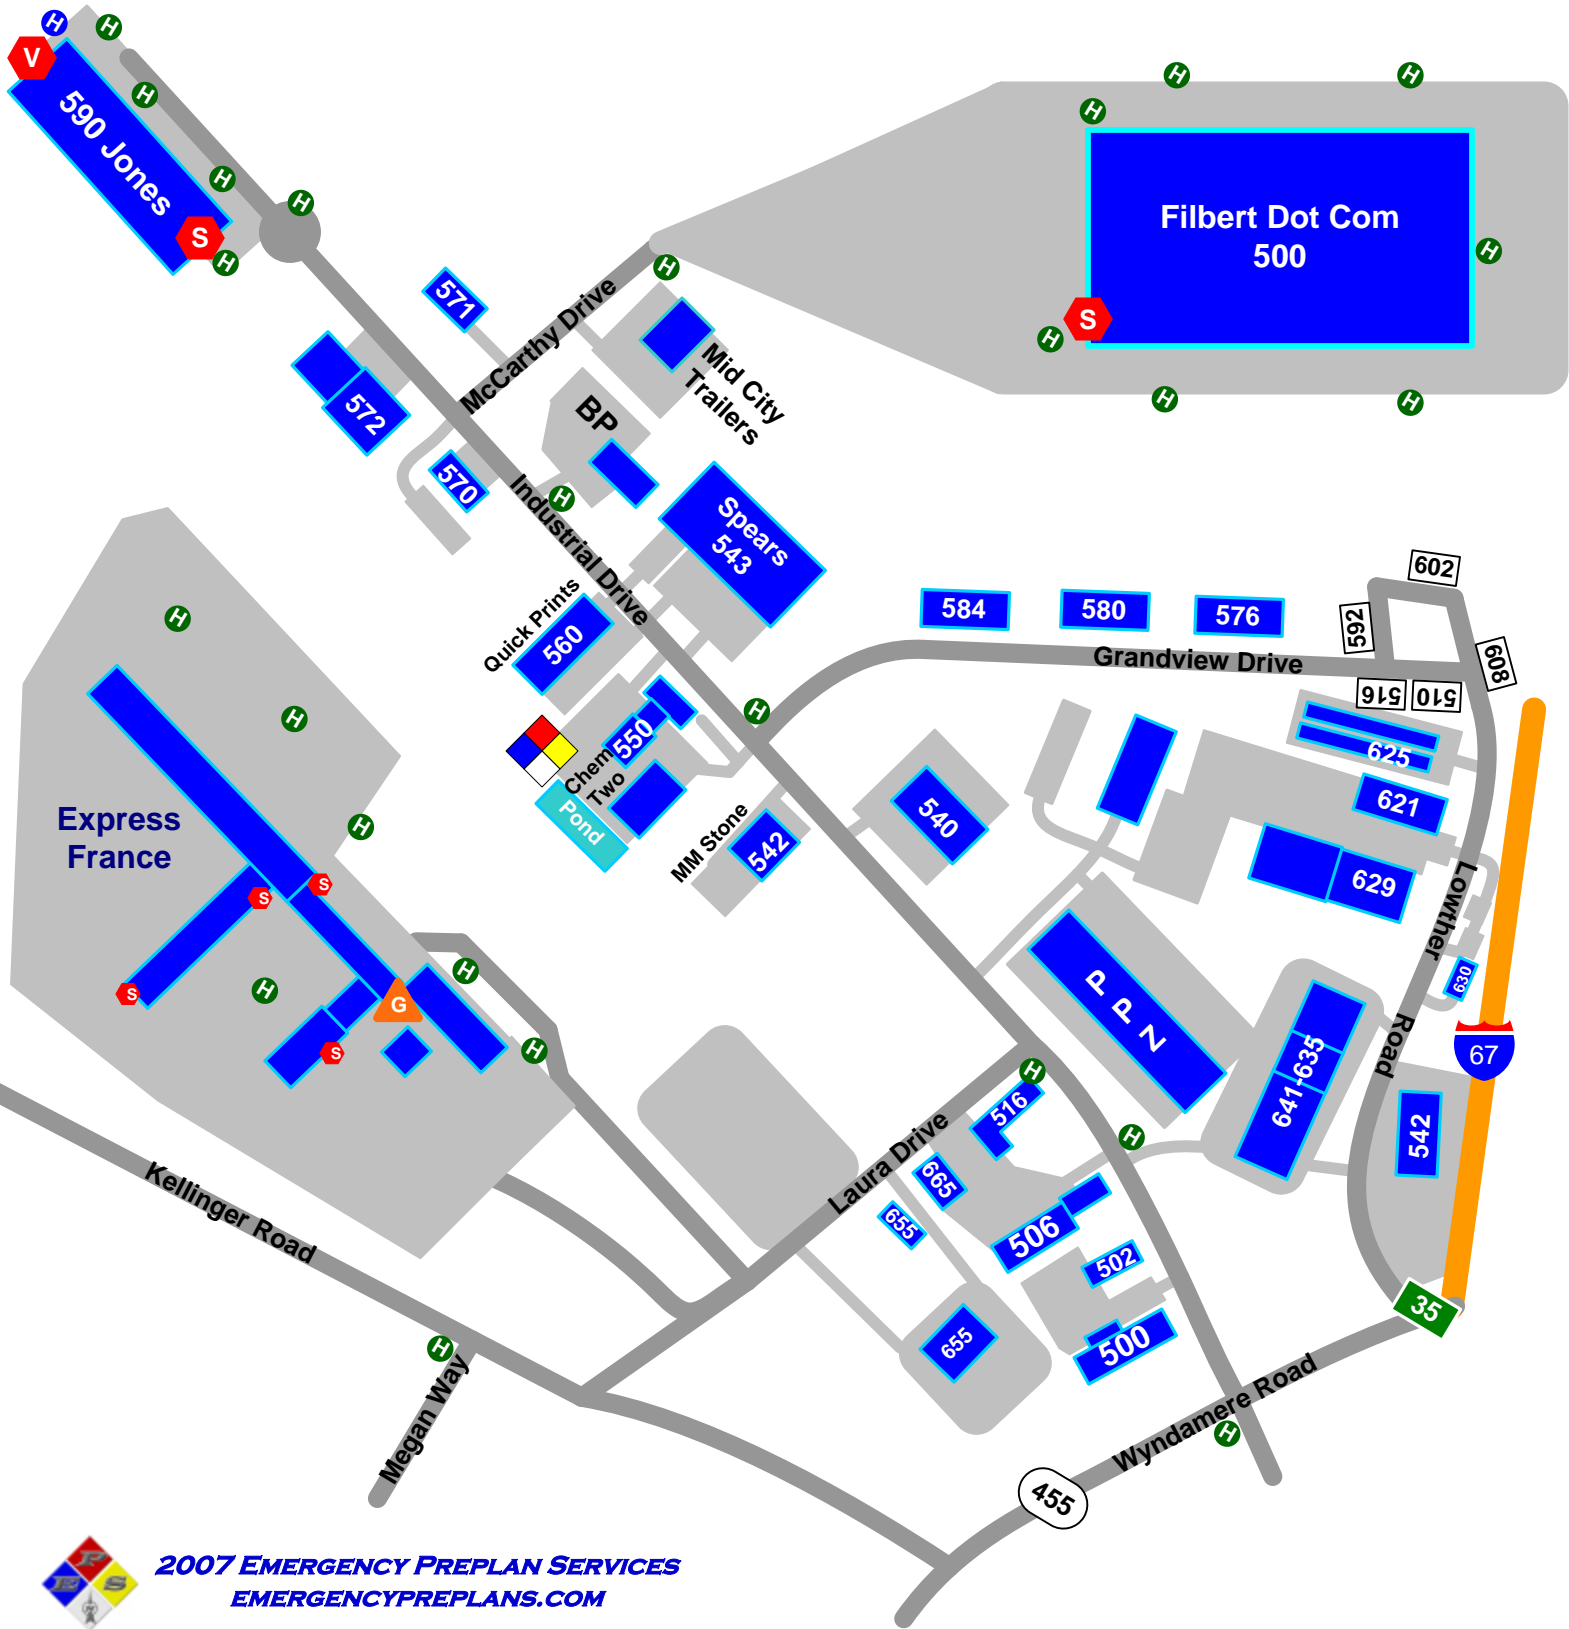 H
H
V
H
590 Jones
H
H
S
H
H
H
H
H
Filbert Dot Com
500
H
S
H
H
H
571
McCarthy Drive
H
Mid City
Trailers
572
BP
570
H
Industrial Drive
Spears
543
Quick Prints
560
550
Chem
Two
Pond
MM Stone
542
H
584
580
576
Grandview Drive
592
602
608
516
510
625
621
629
Lowther
Road
630
67
540
PPZ
641-635
542
35
H
H
H
Express
France
S
S
S
H
G
S
H
H
Kellinger Road
H
Megan Way
Laura Drive
H
516
H
665
655
506
502
500
655
Wyndamere Road
H
455
2007 Emergency Preplan Services
emergencypreplans.com
P
E
S